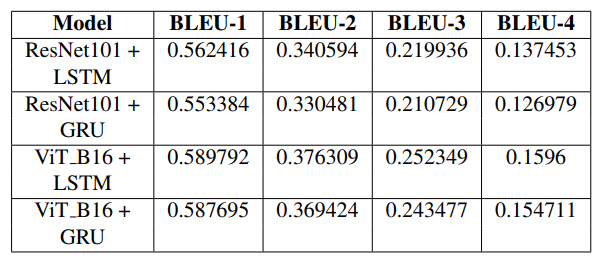 Model BLEU-1 BLEU-2 BLEU-3 BLEU-4
ResNet101 + 0.562416 0.340594 0.219936 0.137453
LSTM
ResNet101 + 0.553384 0.330481 0.210729 0.126979
GRU
ViT_B16 + 0.589792 0.376309 0.252349 0.1596
LSTM
ViT_B16 + 0.587695 0.369424 0.243477 0.154711
GRU